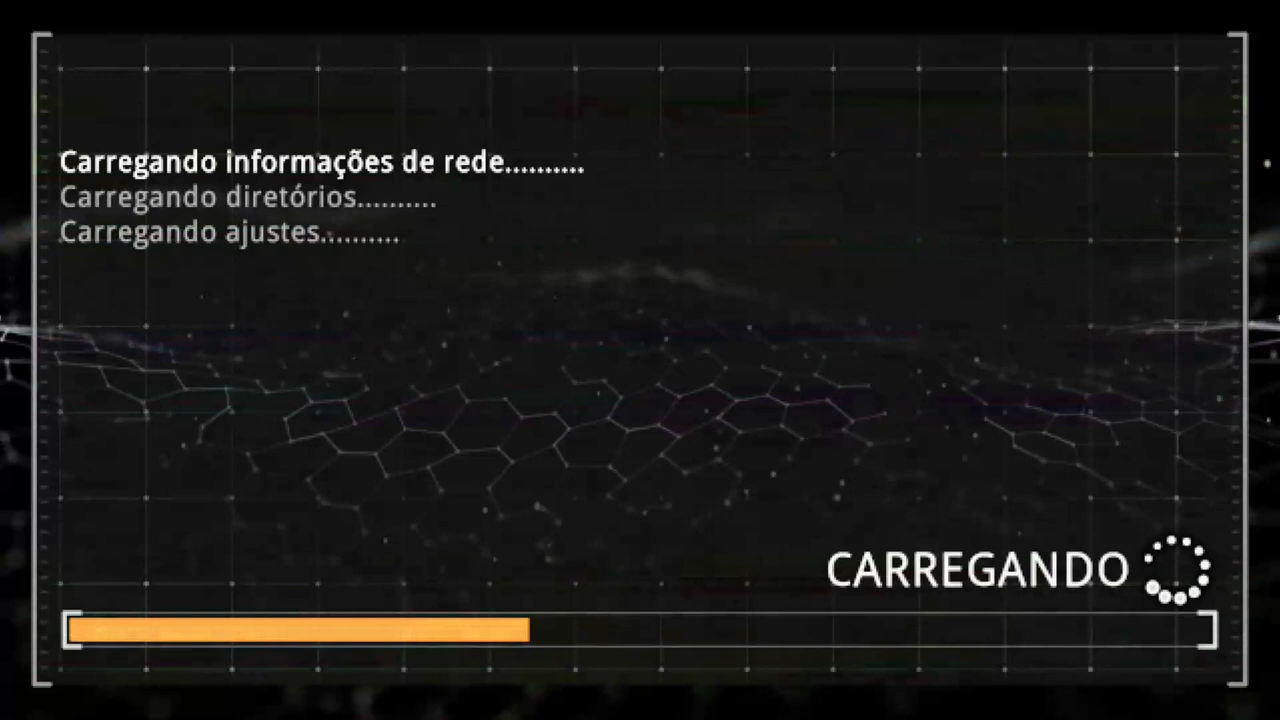 Carregando informações de rede..........
Carregando diretórios..........
Carregando ajustes..........
CARREGANDO